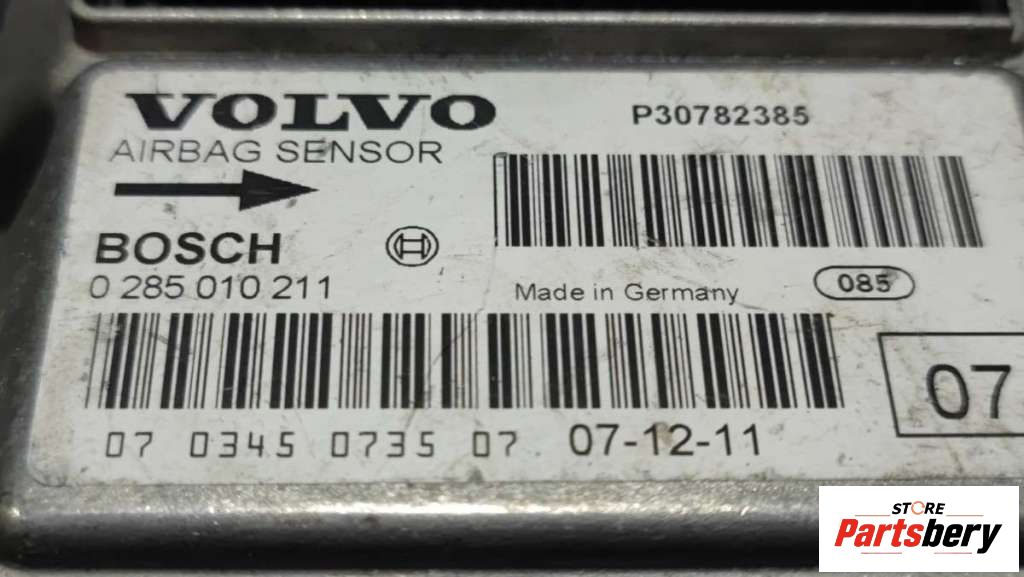 VOLVO
P30782385
AIRBAG SENSOR
BOSCH
0 285 010 211
Made in Germany
085
07
07 0345 0735 07 07-12-11
STORE
Partsbery